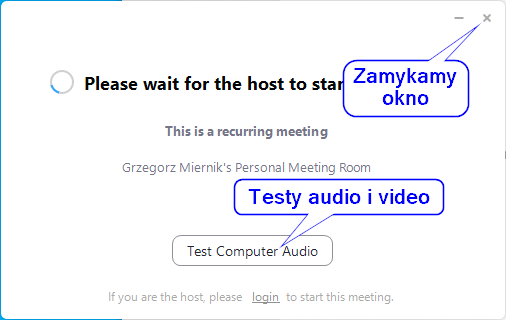 Please wait for the host to star
Zamykamy
okno
This is a recurring meeting
Grzegorz Miernik's Personal Meeting Room
Testy audio i video
Test Computer Audio
If you are the host, please login to start this meeting.